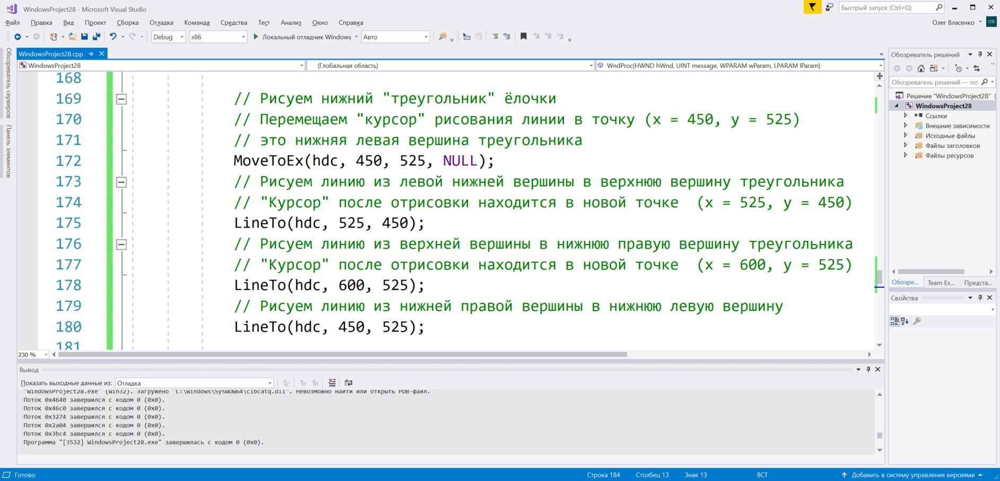 WindowsProject28 - Microsoft Visual Studio
Быстрый запуск (Ctrl+Q)
Файл Правка Вид Проект Сборка Отладка Команда Средства Тест Анализ Окно Справка
Олег Власенко ОВ
Debug x86 Локальный отладчик Windows Авто
Обозреватель серверов
Панель элементов
WindowsProject28.cpp
WindowsProject28 (Глобальная область) WndProc(HWND hWnd, UINT message, WPARAM wParam, LPARAM lParam)
168
169 // Рисуем нижний "треугольник" ёлочки
170 // Перемещаем "курсор" рисования линии в точку (x = 450, y = 525)
171 // это нижняя левая вершина треугольника
172 MoveToEx(hdc, 450, 525, NULL);
173 // Рисуем линию из левой нижней вершины в верхнюю вершину треугольника
174 // "Курсор" после отрисовки находится в новой точке  (x = 525, y = 450)
175 LineTo(hdc, 525, 450);
176 // Рисуем линию из верхней вершины в нижнюю правую вершину треугольника
177 // "Курсор" после отрисовки находится в новой точке  (x = 600, y = 525)
178 LineTo(hdc, 600, 525);
179 // Рисуем линию из нижней правой вершины в нижнюю левую вершину
180 LineTo(hdc, 450, 525);
181
230 %
Вывод
Показать выходные данные из: Отладка
"WindowsProject28.exe" (Win32). Загружено "C:\Windows\SysWOW64\clbcatq.dll". Невозможно найти или открыть PDB-файл.
Поток 0x4640 завершился с кодом 0 (0x0).
Поток 0x46c0 завершился с кодом 0 (0x0).
Поток 0x3274 завершился с кодом 0 (0x0).
Поток 0x2a04 завершился с кодом 0 (0x0).
Поток 0x3bc4 завершился с кодом 0 (0x0).
Программа "[3532] WindowsProject28.exe" завершилась с кодом 0 (0x0).
Обозреватель решений
Обозреватель решений — по
Решение "WindowsProject28" (
WindowsProject28
Ссылки
Внешние зависимости
Исходные файлы
Файлы заголовков
Файлы ресурсов
Обозре... Team Ex... Предста...
Свойства
Готово Строка 184 Столбец 13 Знак 13 ВСТ Добавить в систему управления версиями